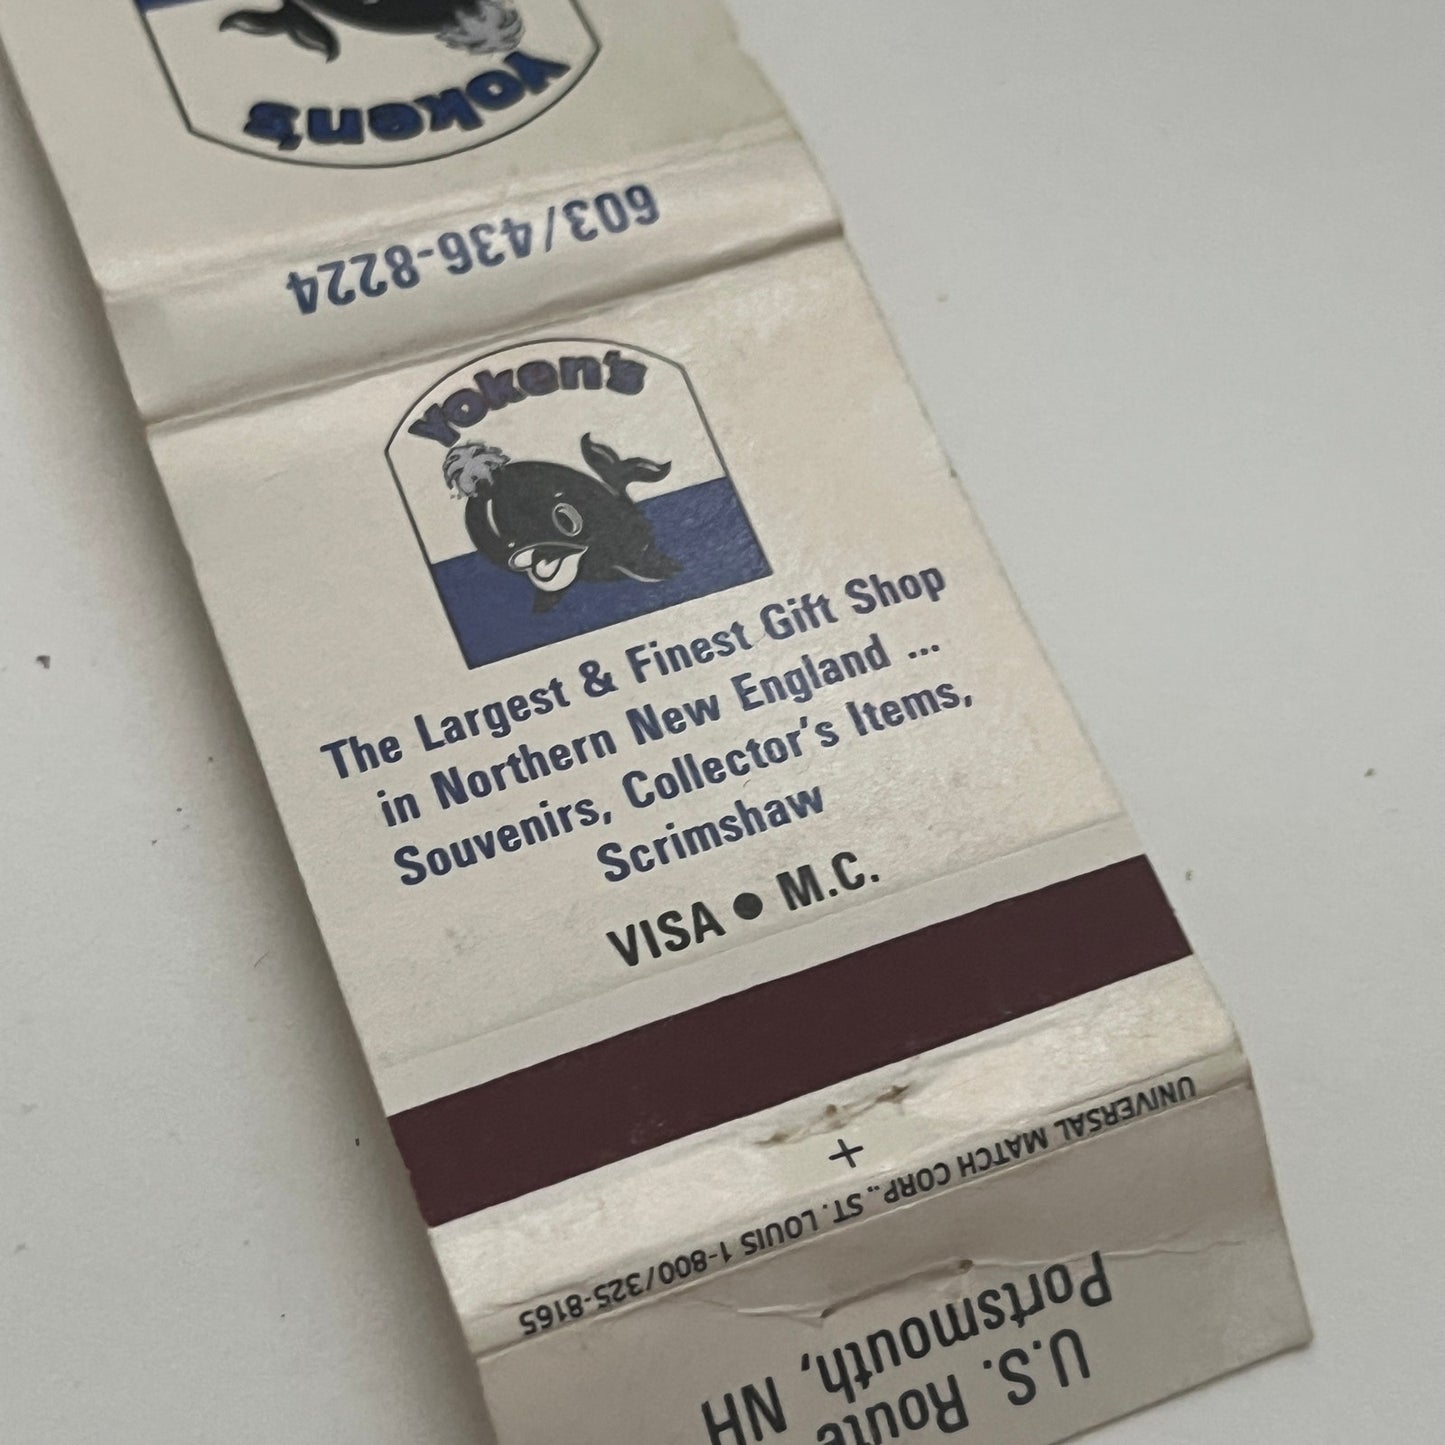 Yoken's
603/436-8224
Yoken's
The Largest & Finest Gift Shop
in Northern New England ...
Souvenirs, Collector's Items,
Scrimshaw
VISA ● M.C.
+
UNIVERSAL MATCH CORP., ST. LOUIS 1-800/325-8165
Portsmouth, NH
U.S. Route